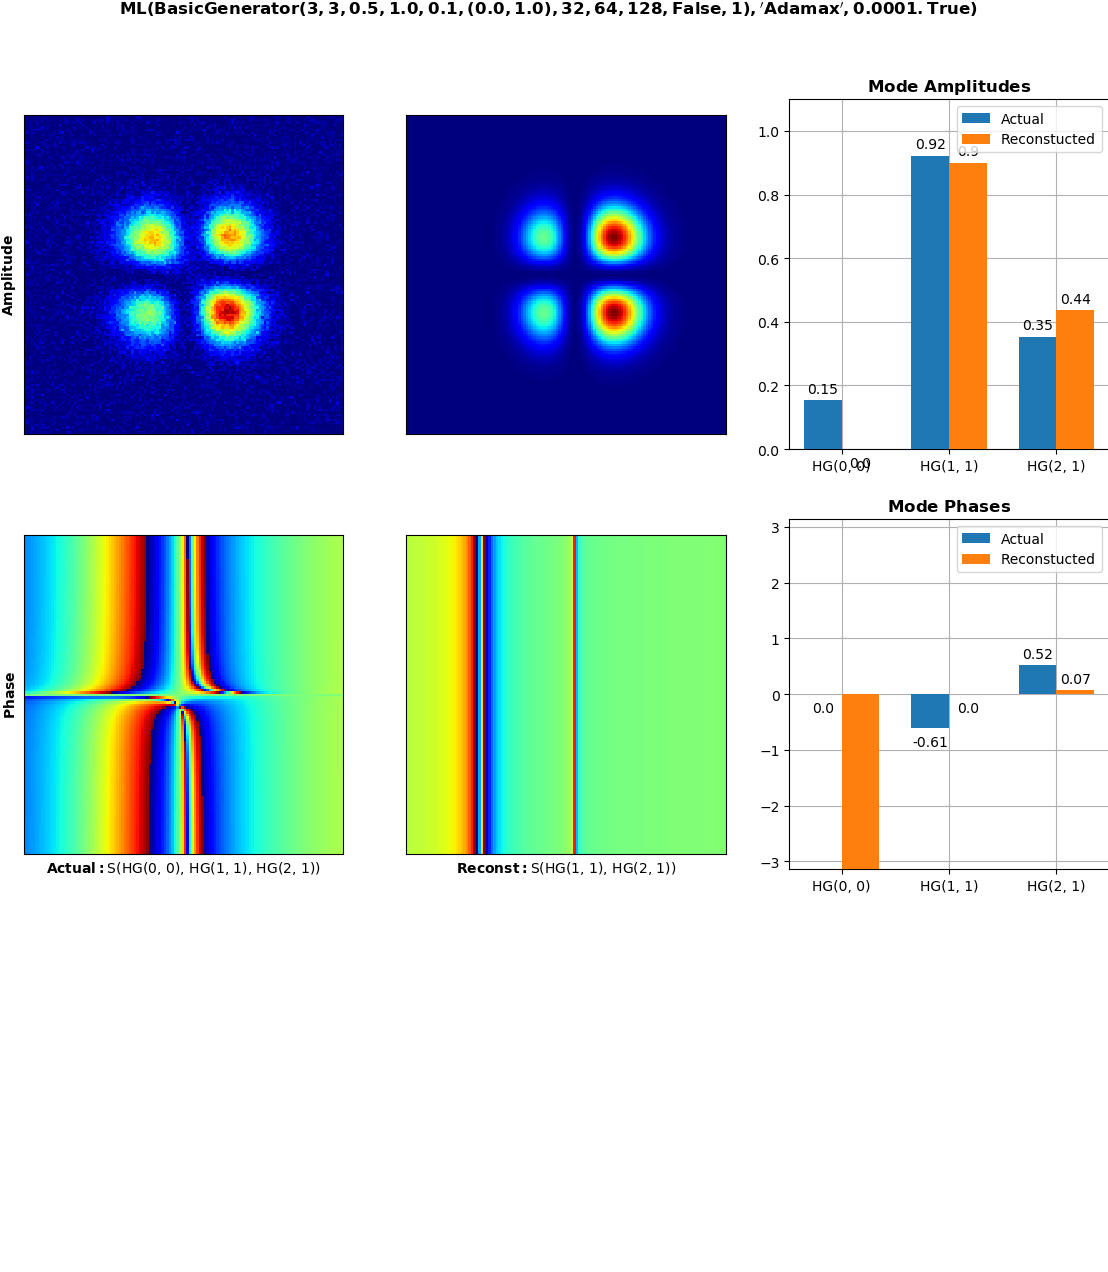 ML(BasicGenerator(3, 3, 0.5, 1.0, 0.1, (0.0, 1.0), 32, 64, 128, False, 1), ′Adamax′, 0.0001. True)
Amplitude
Mode Amplitudes
Actual
Reconstucted
1.0
0.8
0.6
0.4
0.2
0.0
0.15
0.0
0.92
0.9
0.35
0.44
HG(0, 0)
HG(1, 1)
HG(2, 1)
Phase
Actual: S(HG(0, 0), HG(1, 1), HG(2, 1))
Reconst: S(HG(1, 1), HG(2, 1))
Mode Phases
Actual
Reconstucted
3
2
1
0
−1
−2
−3
0.0
-0.61
0.0
0.52
0.07
HG(0, 0)
HG(1, 1)
HG(2, 1)